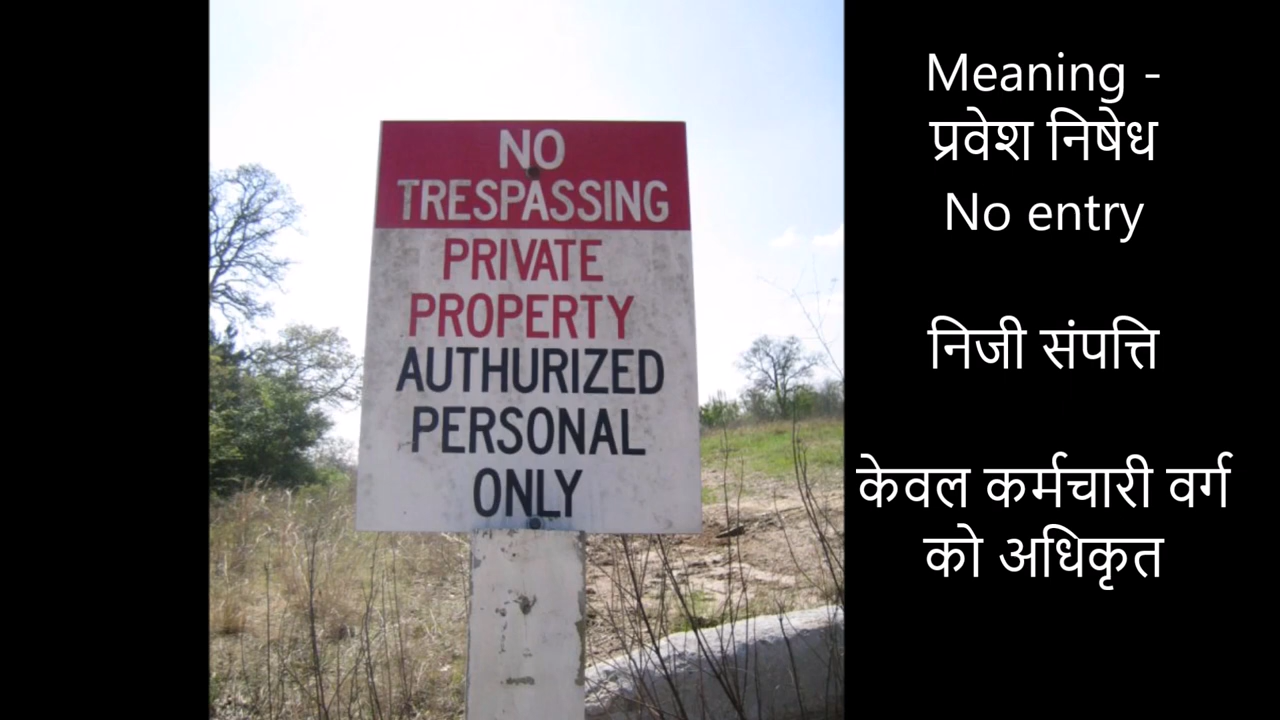 NO
TRESPASSING
PRIVATE
PROPERTY
AUTHURIZED
PERSONAL
ONLY
Meaning -
प्रवेश निषेध
No entry
निजी संपत्ति
केवल कर्मचारी वर्ग
को अधिकृत